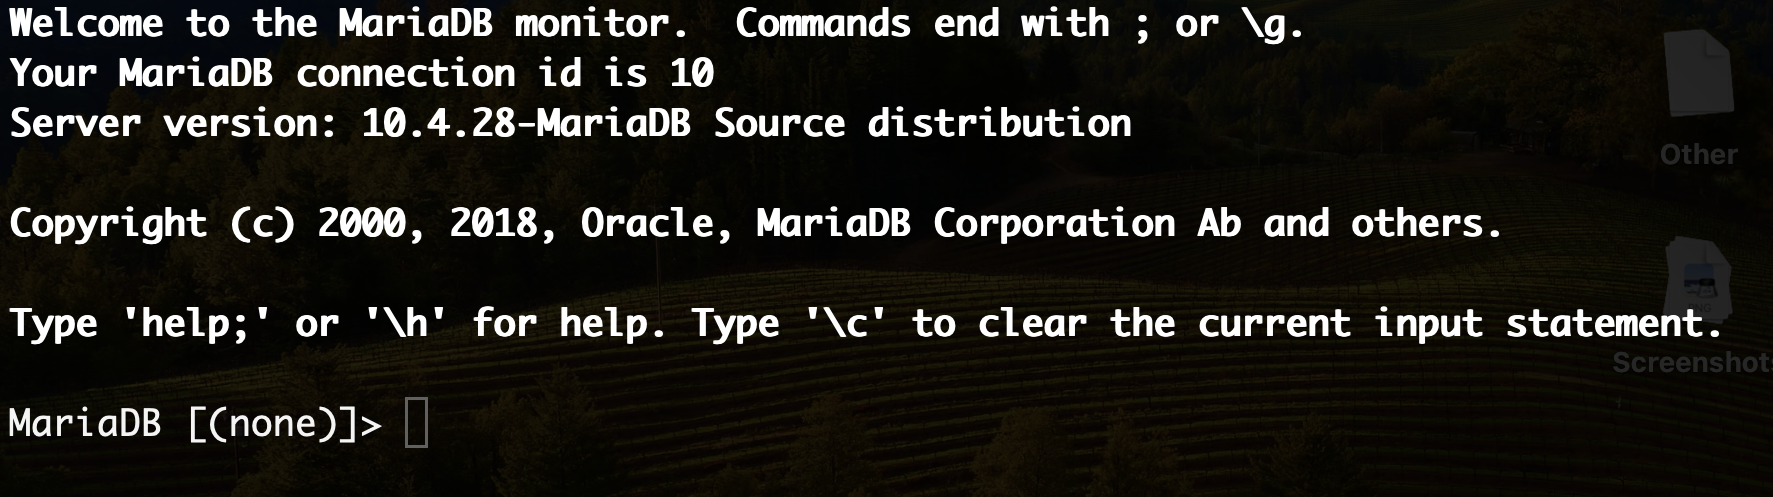 Welcome to the MariaDB monitor.  Commands end with ; or \g.
Your MariaDB connection id is 10
Server version: 10.4.28-MariaDB Source distribution
Other
Copyright (c) 2000, 2018, Oracle, MariaDB Corporation Ab and others.
PNG
Type 'help;' or '\h' for help. Type '\c' to clear the current input statement.
Screenshots
MariaDB [(none)]>